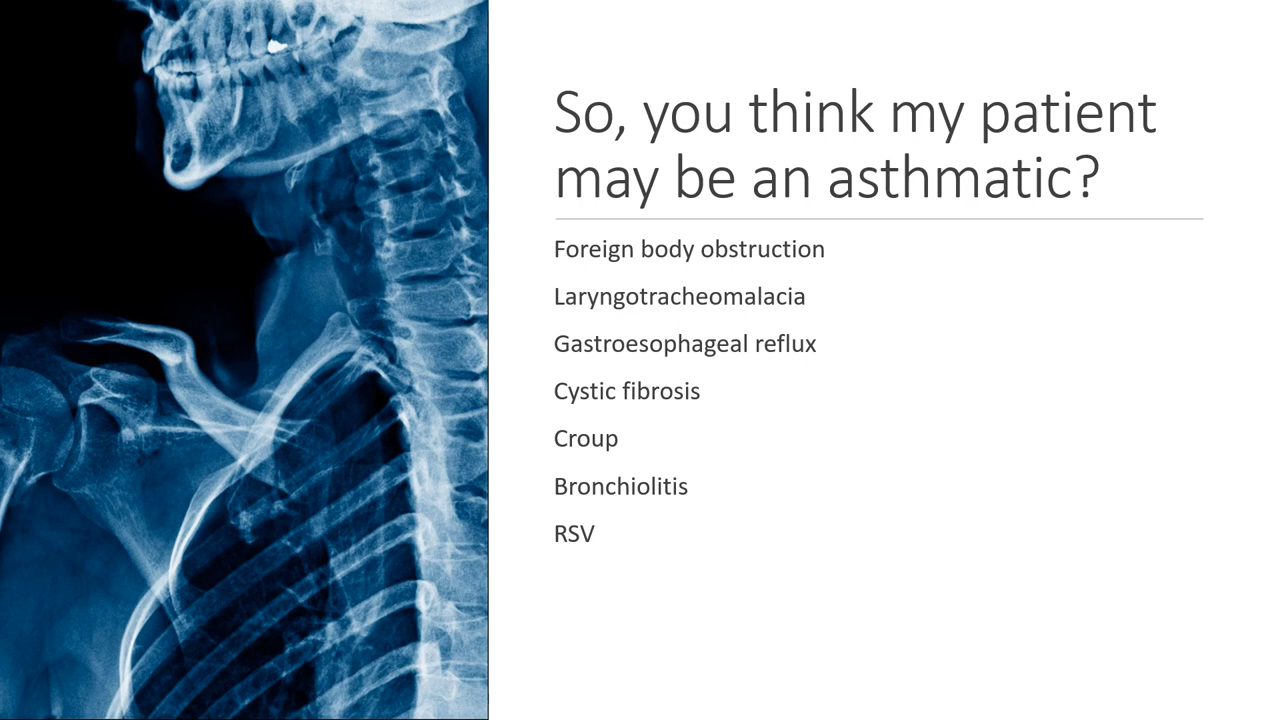 So, you think my patient
may be an asthmatic?
Foreign body obstruction
Laryngotracheomalacia
Gastroesophageal reflux
Cystic fibrosis
Croup
Bronchiolitis
RSV